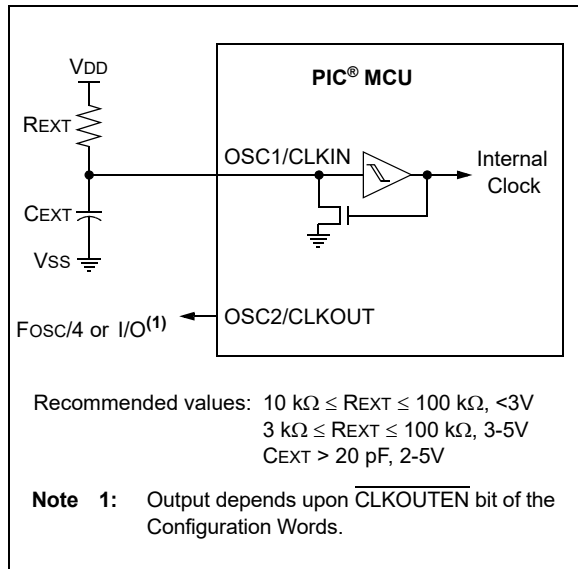 VDD
PIC® MCU
REXT
OSC1/CLKIN
Internal
Clock
CEXT
VSS
OSC2/CLKOUT
FOSC/4 or I/O(1)
Recommended values: 10 kΩ ≤ REXT ≤ 100 kΩ, <3V
3 kΩ ≤ REXT ≤ 100 kΩ, 3-5V
CEXT > 20 pF, 2-5V
Note 1: Output depends upon CLKOUTEN bit of the
Configuration Words.